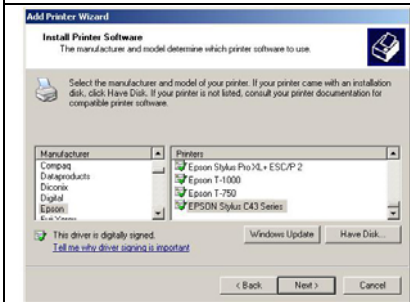 Add Printer Wizard
Install Printer Software
The manufacturer and model determine which printer software to use.
Select the manufacturer and model of your printer. If your printer came with an installation
disk, click Have Disk. If your printer is not listed, consult your printer documentation for
compatible printer software.
Manufacturer
Compaq
Dataproducts
Diconix
Digital
Epson
Printers
Epson Stylus Pro XL+ ESC/P 2
Epson T-1000
Epson T-750
EPSON Stylus C43 Series
This driver is digitally signed.
Tell me why driver signing is important
Windows Update
Have Disk...
< Back
Next >
Cancel